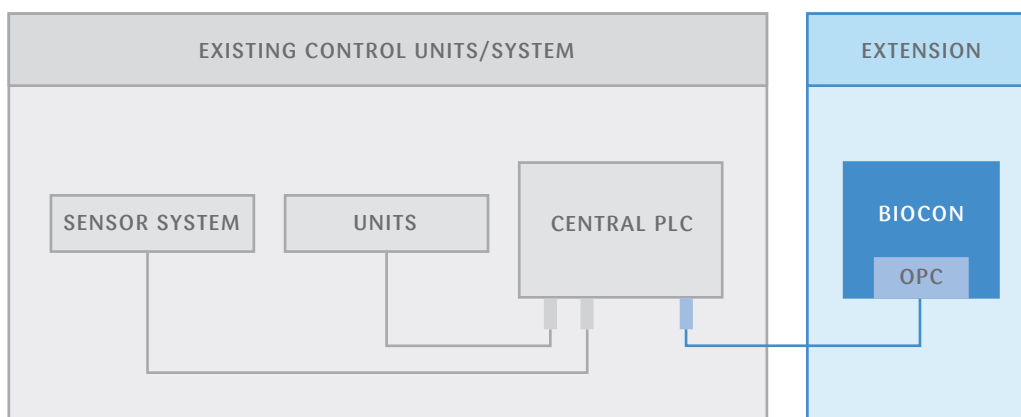 EXISTING CONTROL UNITS/SYSTEM
EXTENSION
SENSOR SYSTEM
UNITS
CENTRAL PLC
BIOCON
OPC